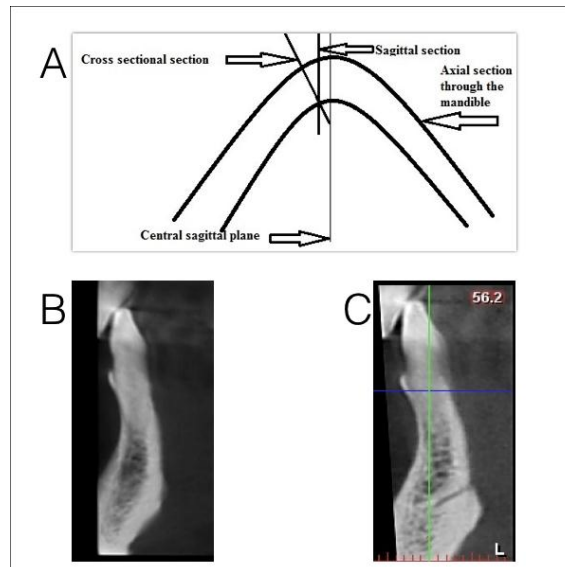 A
Cross sectional section
Sagittal section
Axial section
through the
mandible
Central sagittal plane
B
C
56.2
L